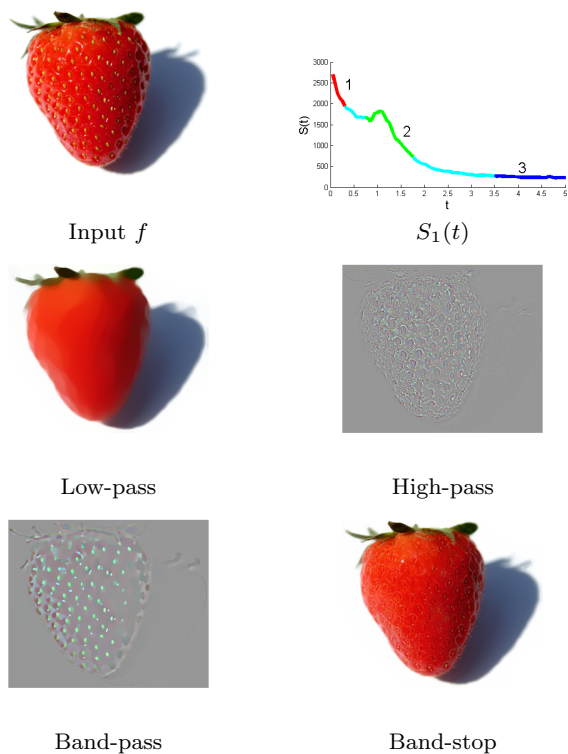 3000
2500
2000
1500
1000
500
0
S(t)
1
2
3
0 0.5 1 1.5 2 2.5 3 3.5 4 4.5 5
t
Input f
S₁(t)
Low-pass
High-pass
Band-pass
Band-stop